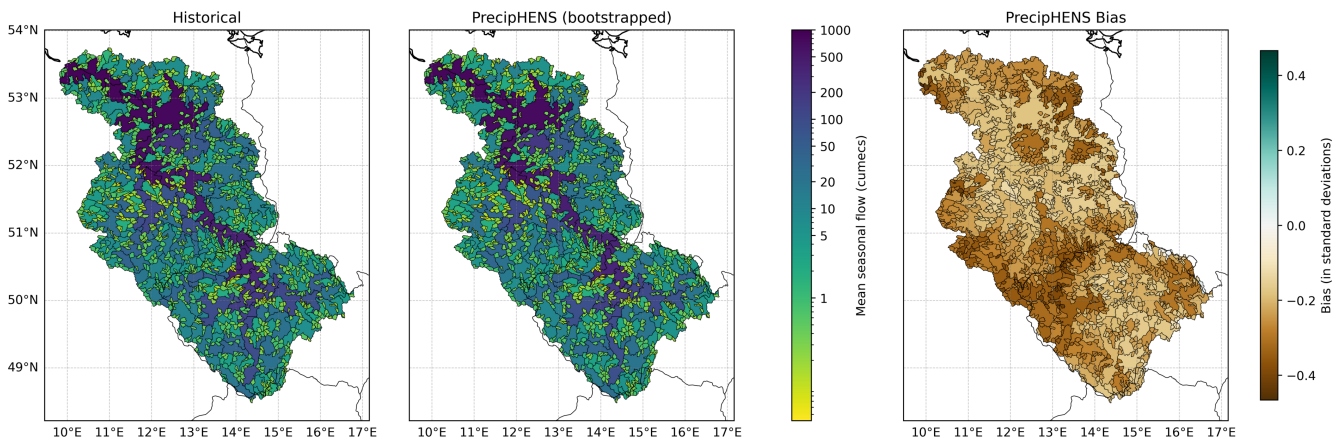 Historical
PrecipHENS (bootstrapped)
PrecipHENS Bias
54°N
53°N
52°N
51°N
50°N
49°N
10°E 11°E 12°E 13°E 14°E 15°E 16°E 17°E
10°E 11°E 12°E 13°E 14°E 15°E 16°E 17°E
1000
500
200
100
50
20
10
5
1
Mean seasonal flow (cumecs)
10°E 11°E 12°E 13°E 14°E 15°E 16°E 17°E
0.4
0.2
0.0
−0.2
−0.4
Bias (in standard deviations)